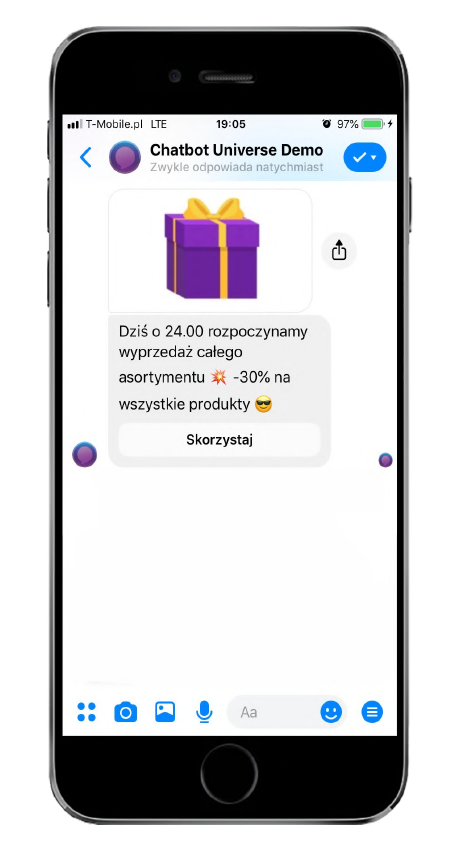 T-Mobile.pl LTE 19:05 97%
Chatbot Universe Demo
Zwykle odpowiada natychmiast
Dziś o 24.00 rozpoczynamy
wyprzedaż całego
asortymentu 💥 -30% na
wszystkie produkty 😎
Skorzystaj
Aa